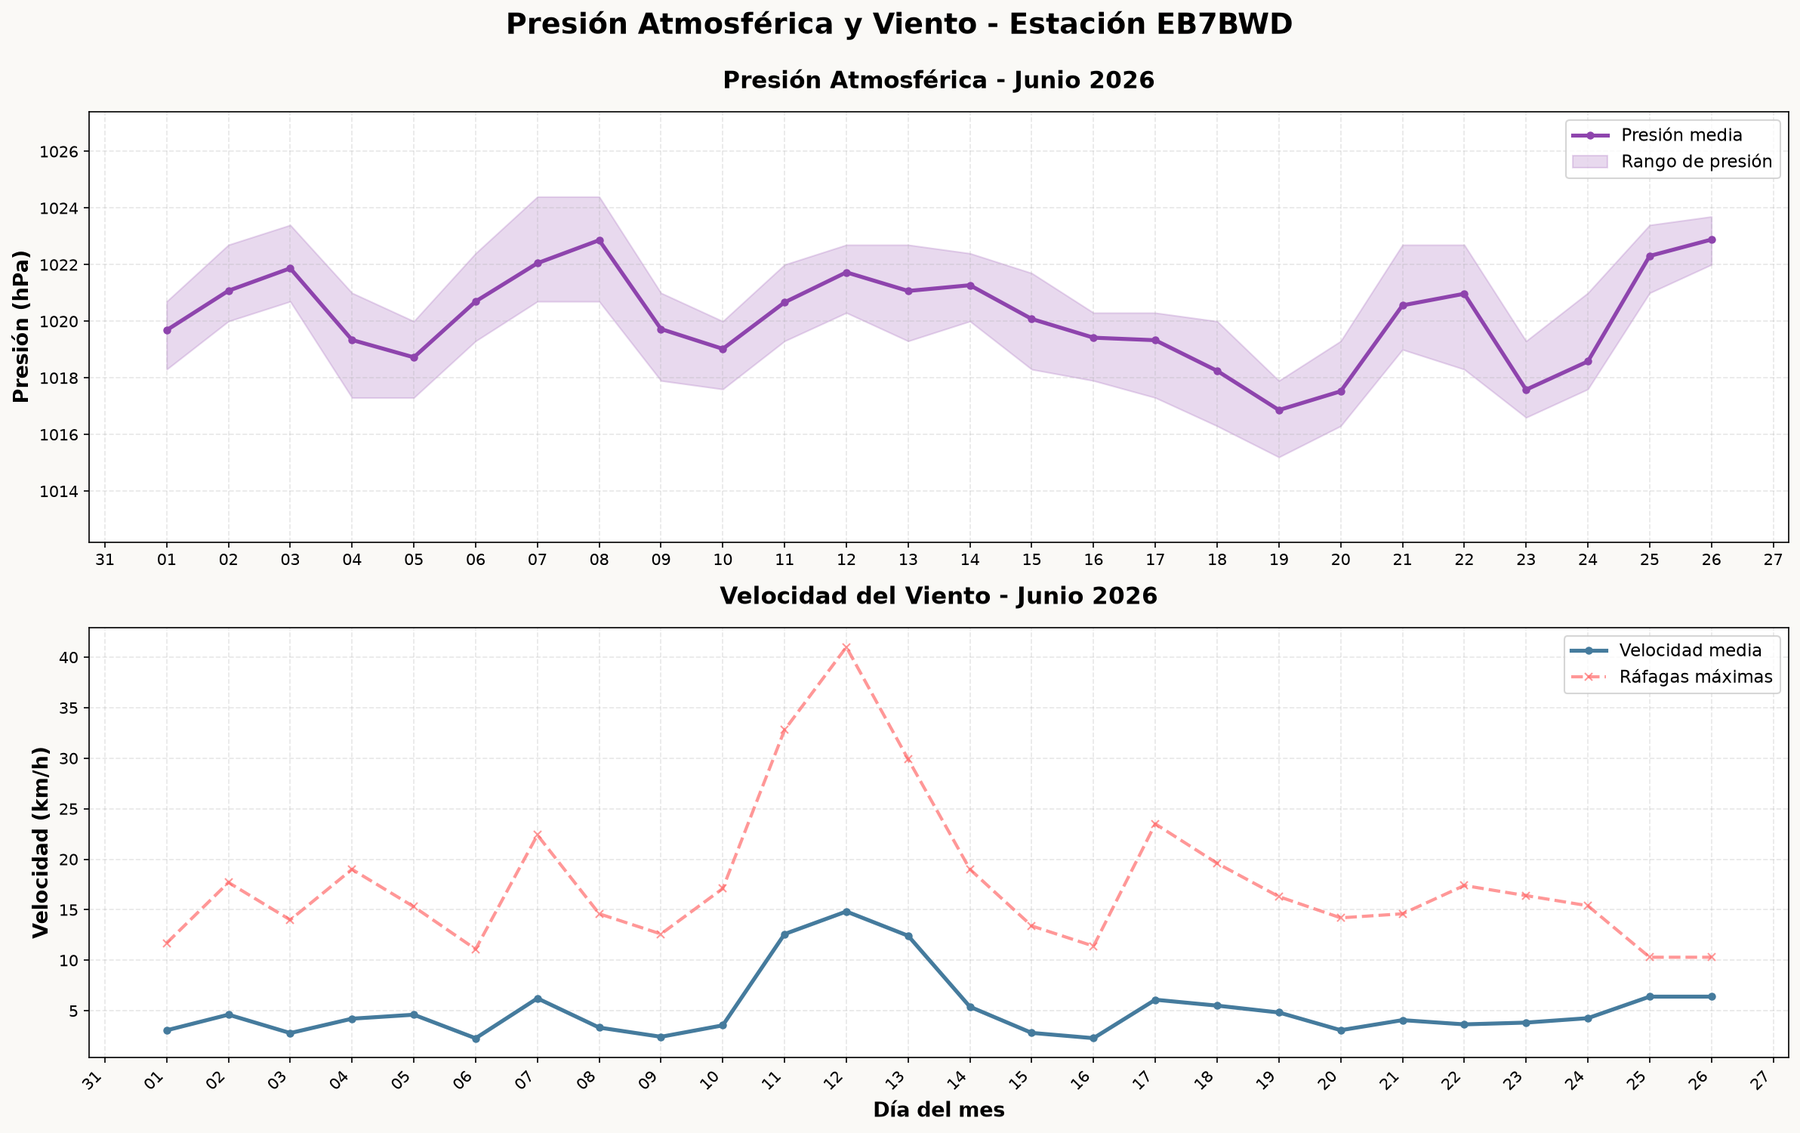 Presión Atmosférica y Viento - Estación EB7BWD
Presión Atmosférica - Junio 2026
Presión (hPa)
1026
1024
1022
1020
1018
1016
1014
Presión media
Rango de presión
31 01 02 03 04 05 06 07 08 09 10 11 12 13 14 15 16 17 18 19 20 21 22 23 24 25 26 27
Velocidad del Viento - Junio 2026
Velocidad (km/h)
40
35
30
25
20
15
10
5
Velocidad media
Ráfagas máximas
31 01 02 03 04 05 06 07 08 09 10 11 12 13 14 15 16 17 18 19 20 21 22 23 24 25 26 27
Día del mes